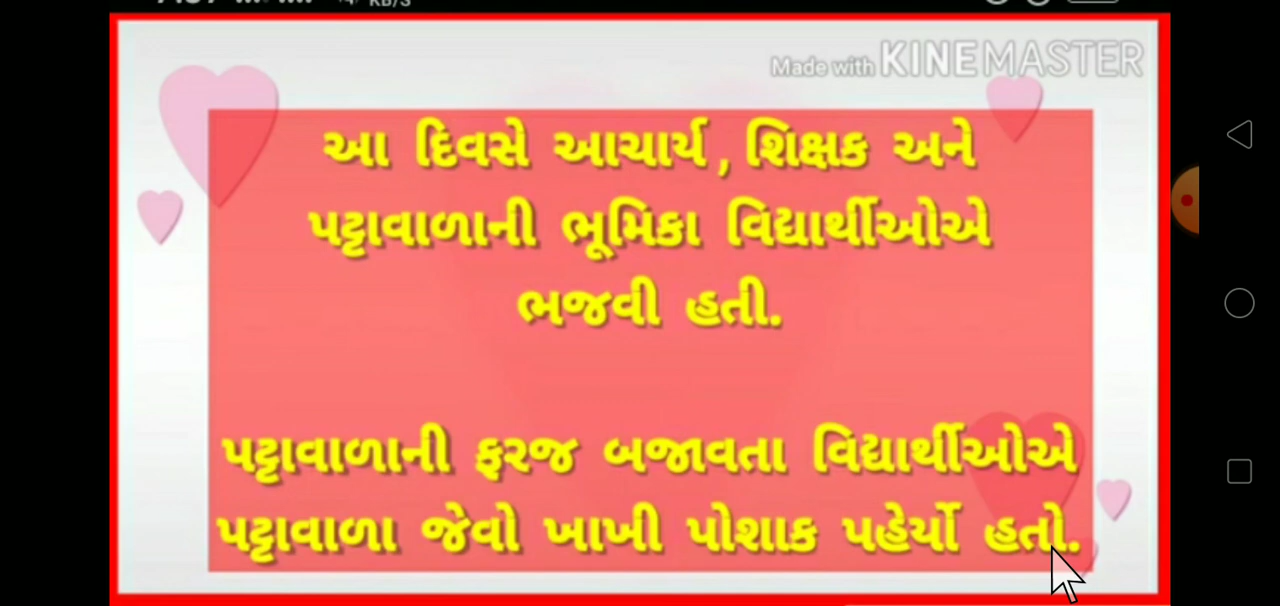 KB/S
Made with KINEMASTER
આ દિવસે આચાર્ય, શિક્ષક અને
પટ્ટાવાળાની ભૂમિકા વિદ્યાર્થીઓએ
ભજવી હતી.
પટ્ટાવાળાની ફરજ બજાવતા વિદ્યાર્થીઓએ
પટ્ટાવાળા જેવો ખાખી પોશાક પહેર્યો હતો.